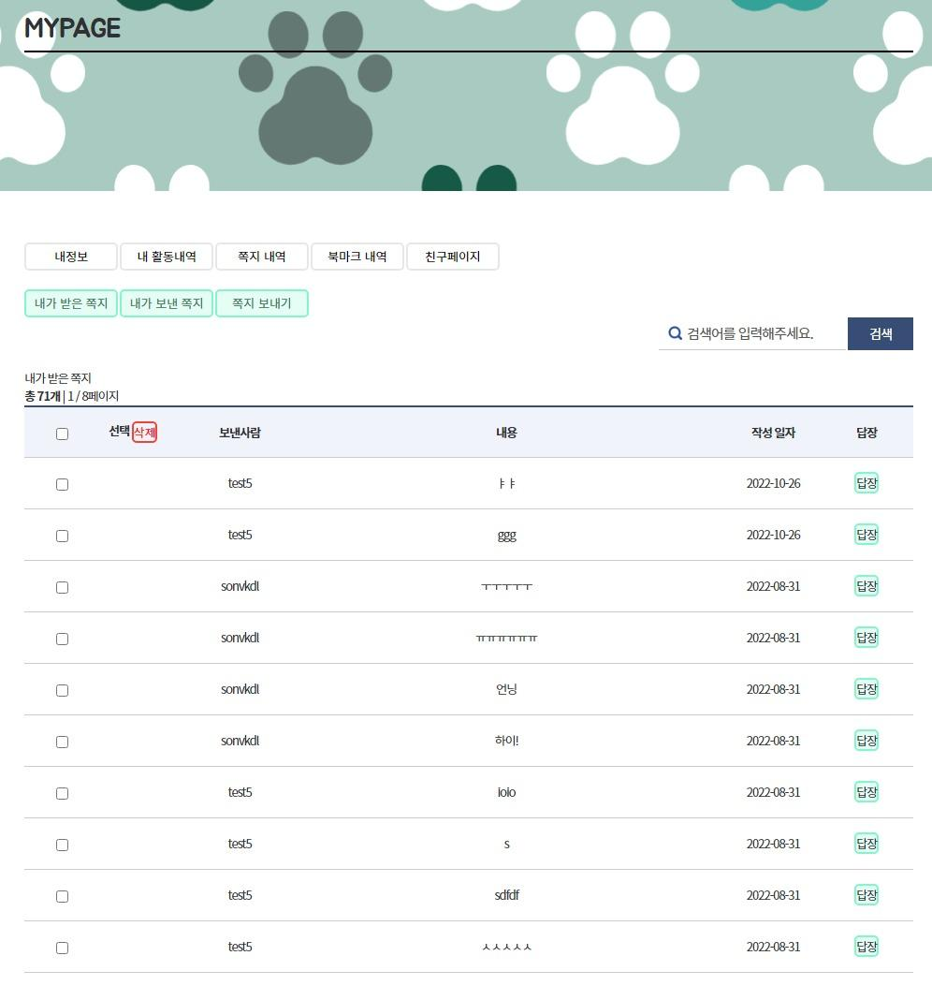 MYPAGE
내정보 내 활동내역 쪽지 내역 북마크 내역 친구페이지
내가 받은 쪽지 내가 보낸 쪽지 쪽지 보내기
검색어를 입력해주세요. 검색
내가 받은 쪽지
총 71개 | 1 / 8페이지
선택 삭제 보낸사람 내용 작성 일자 답장
test5 ㅑㅑ 2022-10-26 답장
test5 ggg 2022-10-26 답장
sonvkdl ㅜㅜㅜㅜㅜ 2022-08-31 답장
sonvkdl ㅠㅠㅠㅠㅠㅠ 2022-08-31 답장
sonvkdl 언닝 2022-08-31 답장
sonvkdl 하이! 2022-08-31 답장
test5 ioio 2022-08-31 답장
test5 s 2022-08-31 답장
test5 sdfdf 2022-08-31 답장
test5 ㅅㅅㅅㅅㅅ 2022-08-31 답장